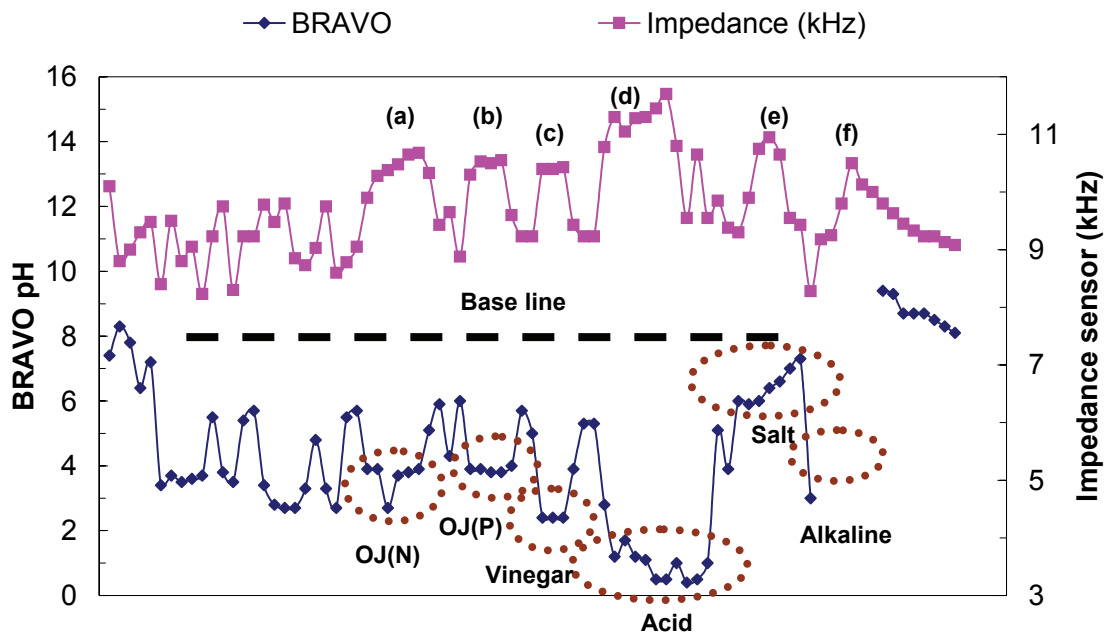 BRAVO Impedance (kHz)
16
14
12
10
8
6
4
2
0
BRAVO pH
11
9
7
5
3
Impedance sensor (kHz)
(a)
(b)
(c)
(d)
(e)
(f)
Base line
OJ(N)
OJ(P)
Vinegar
Acid
Salt
Alkaline